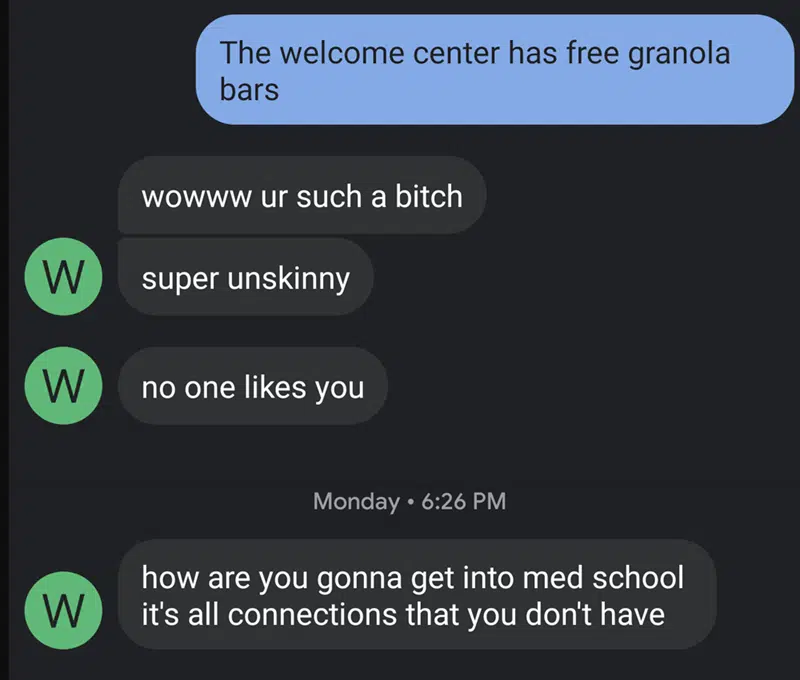 The welcome center has free granola
bars
wowww ur such a bitch
W
super unskinny
W
no one likes you
Monday • 6:26 PM
how are you gonna get into med school
it's all connections that you don't have
W